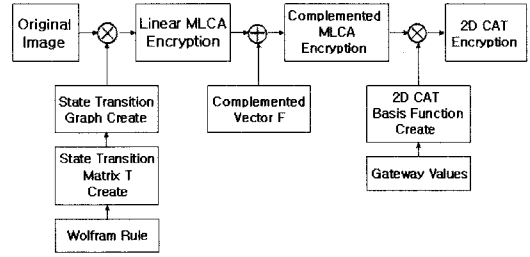 Original
Image
Linear MLCA
Encryption
Complemented
MLCA
Encryption
2D CAT
Encryption
State Transition
Graph Create
Complemented
Vector F
2D CAT
Basis Function
Create
State Transition
Matrix T
Create
Gateway Values
Wolfram Rule